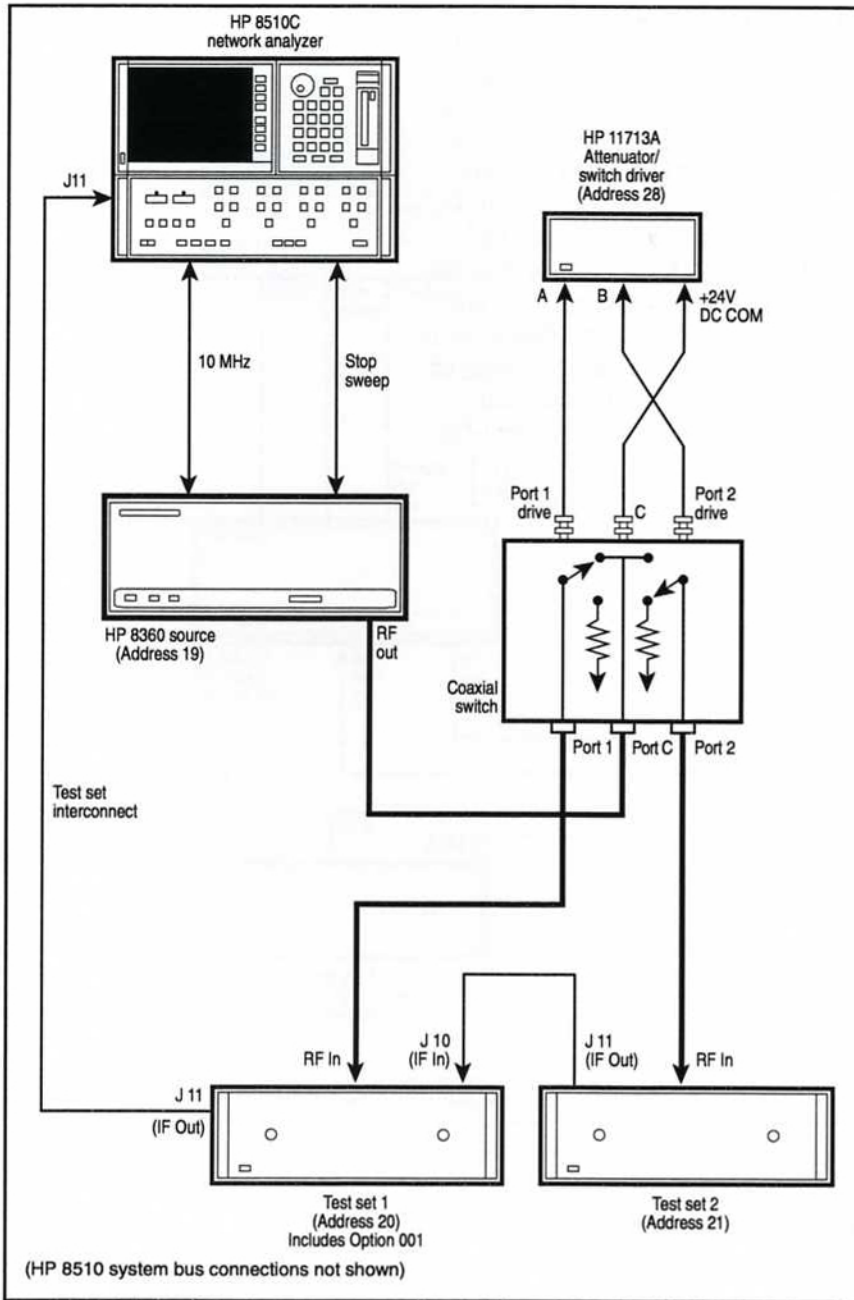 HP 8510C
network analyzer
J11
HP 11713A
Attenuator/
switch driver
(Address 28)
A
B
+24V
DC COM
10 MHz
Stop
sweep
Port 1
drive
C
Port 2
drive
HP 8360 source
(Address 19)
RF
out
Coaxial
switch
Port 1
Port C
Port 2
Test set
interconnect
RF In
J 10
(IF In)
J 11
(IF Out)
RF In
J 11
(IF Out)
Test set 1
(Address 20)
Includes Option 001
Test set 2
(Address 21)
(HP 8510 system bus connections not shown)